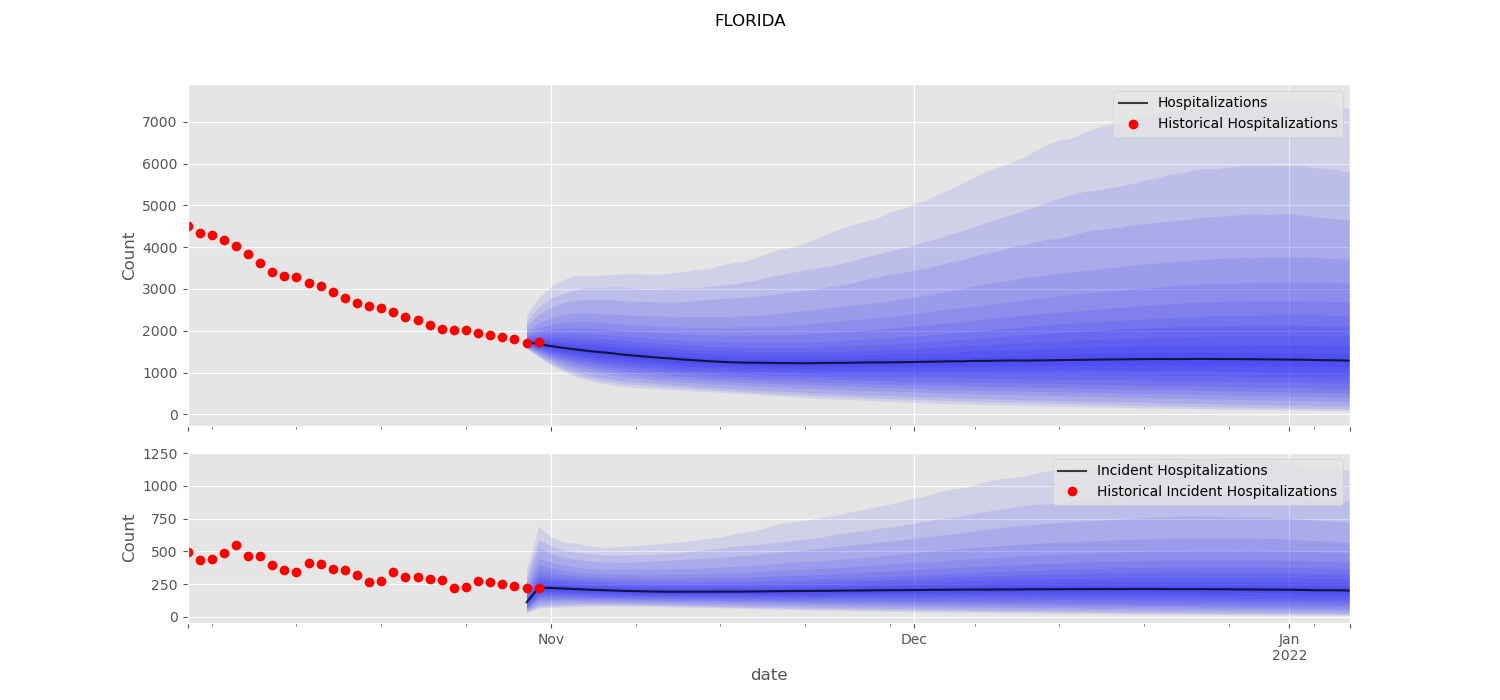 FLORIDA
Hospitalizations
Historical Hospitalizations
7000
6000
5000
4000
3000
2000
1000
0
Count
Incident Hospitalizations
Historical Incident Hospitalizations
1250
1000
750
500
250
0
Count
Nov
Dec
Jan
2022
date